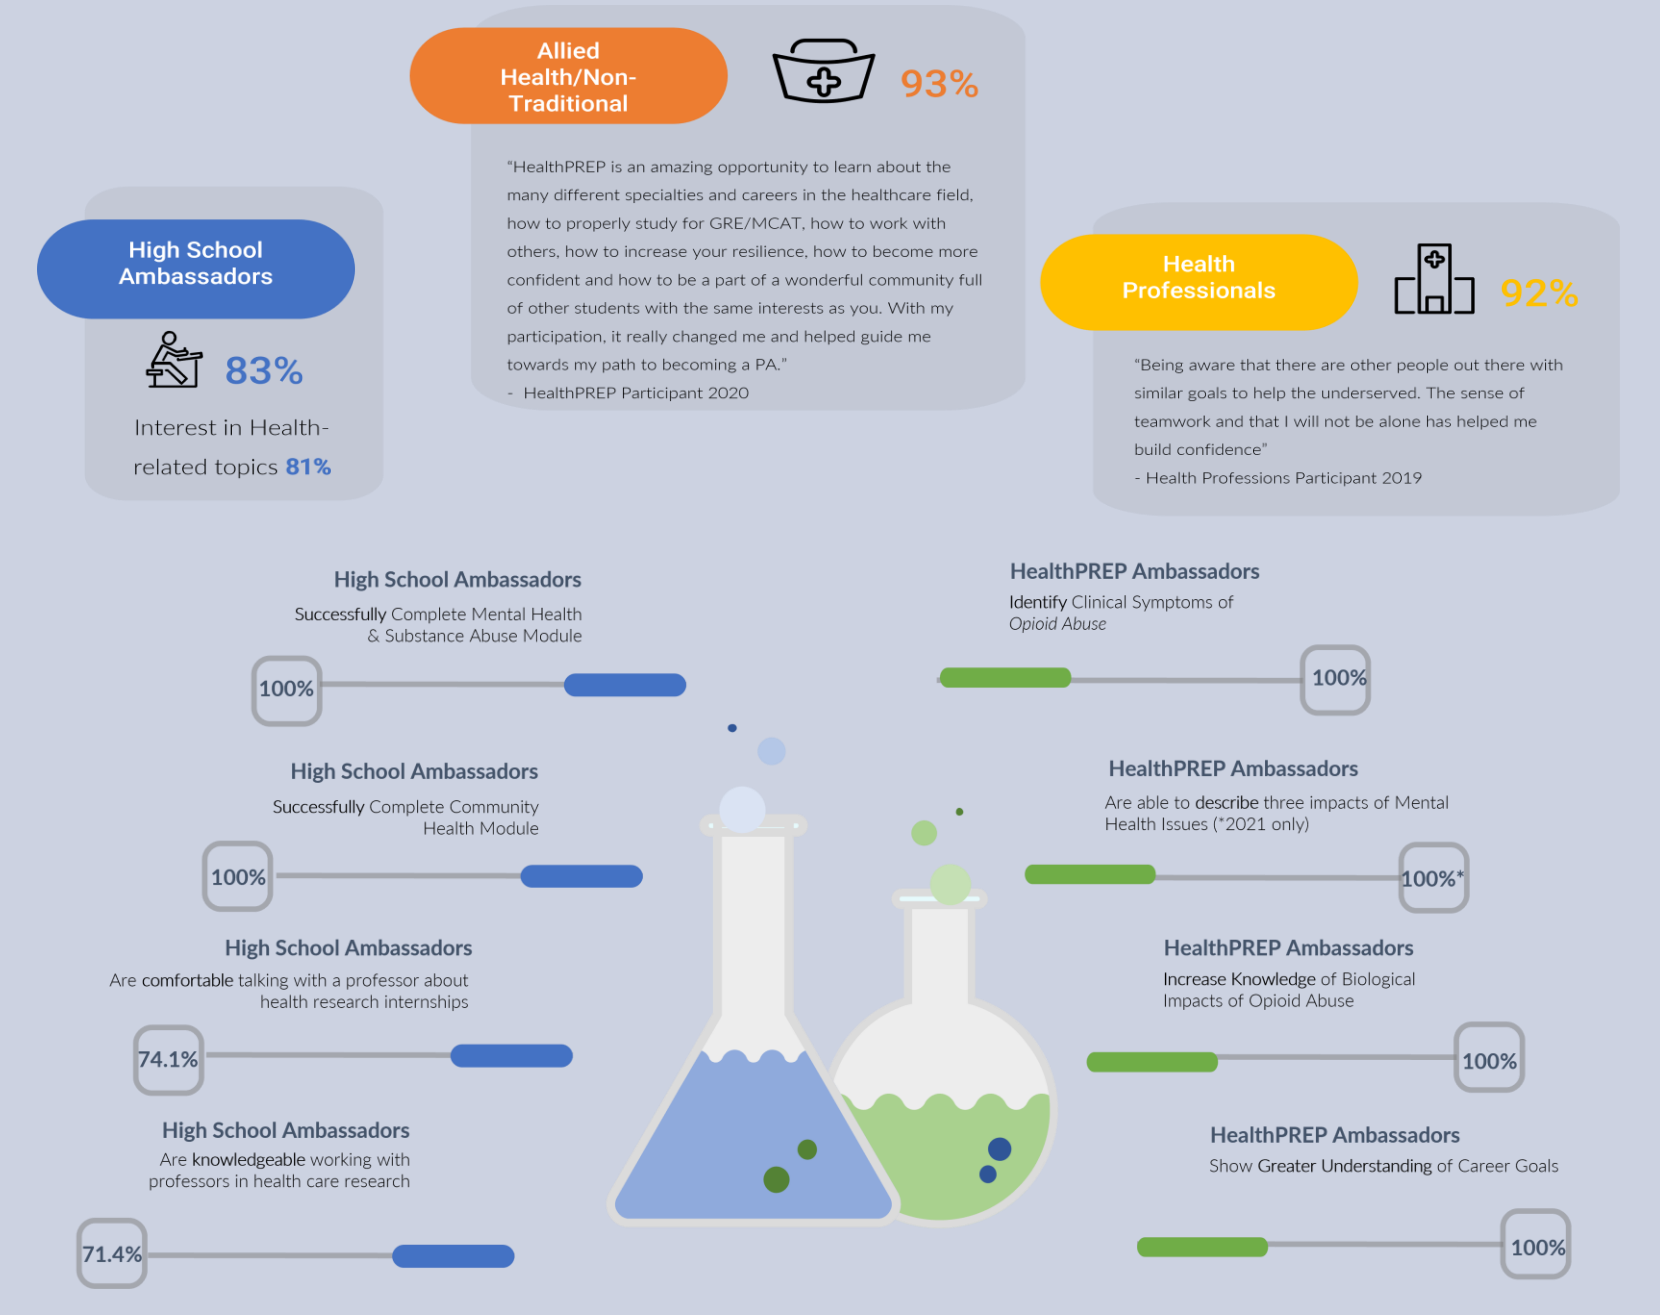 Allied
Health/Non-
Traditional
93%
“HealthPREP is an amazing opportunity to learn about the
many different specialties and careers in the healthcare field,
how to properly study for GRE/MCAT, how to work with
others, how to increase your resilience, how to become more
confident and how to be a part of a wonderful community full
of other students with the same interests as you. With my
participation, it really changed me and helped guide me
towards my path to becoming a PA.”
- HealthPREP Participant 2020
High School
Ambassadors
83%
Interest in Health-
related topics 81%
Health
Professionals
92%
“Being aware that there are other people out there with
similar goals to help the underserved. The sense of
teamwork and that I will not be alone has helped me
build confidence”
- Health Professions Participant 2019
High School Ambassadors
Successfully Complete Mental Health
& Substance Abuse Module
100%
High School Ambassadors
Successfully Complete Community
Health Module
100%
High School Ambassadors
Are comfortable talking with a professor about
health research internships
74.1%
High School Ambassadors
Are knowledgeable working with
professors in health care research
71.4%
HealthPREP Ambassadors
Identify Clinical Symptoms of
Opioid Abuse
100%
HealthPREP Ambassadors
Are able to describe three impacts of Mental
Health Issues (*2021 only)
100%*
HealthPREP Ambassadors
Increase Knowledge of Biological
Impacts of Opioid Abuse
100%
HealthPREP Ambassadors
Show Greater Understanding of Career Goals
100%